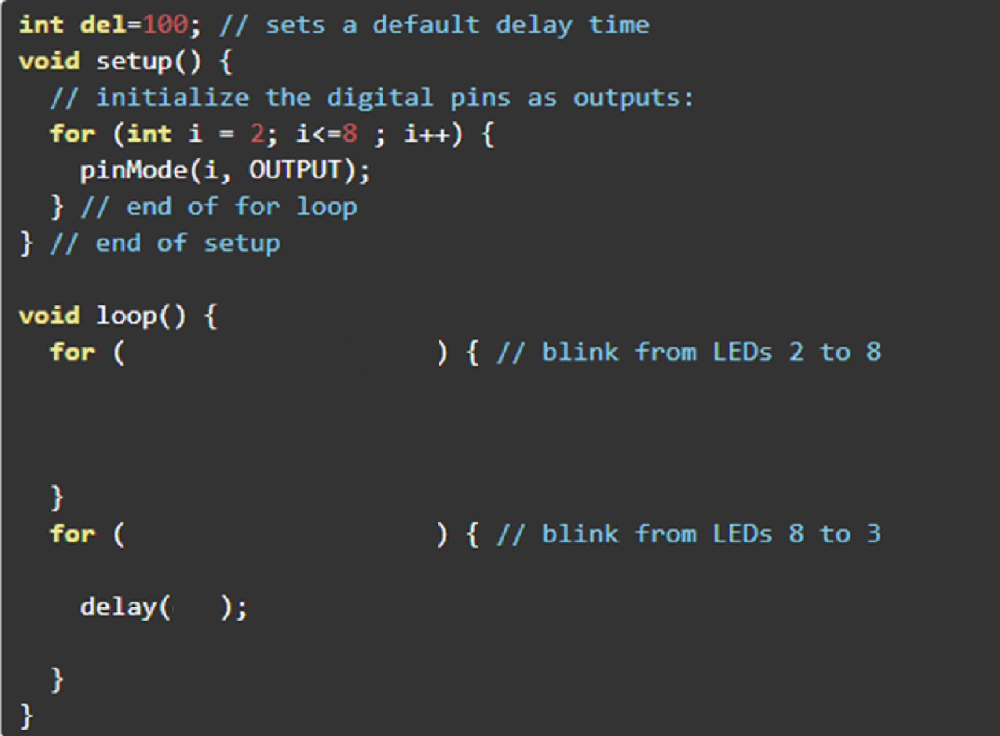 int del=100; // sets a default delay time
void setup() {
  // initialize the digital pins as outputs:
  for (int i = 2; i<=8 ; i++) {
    pinMode(i, OUTPUT);
  } // end of for loop
} // end of setup

void loop() {
  for (                    ) { // blink from LEDs 2 to 8
  }
  for (                    ) { // blink from LEDs 8 to 3
    delay(   );
  }
}